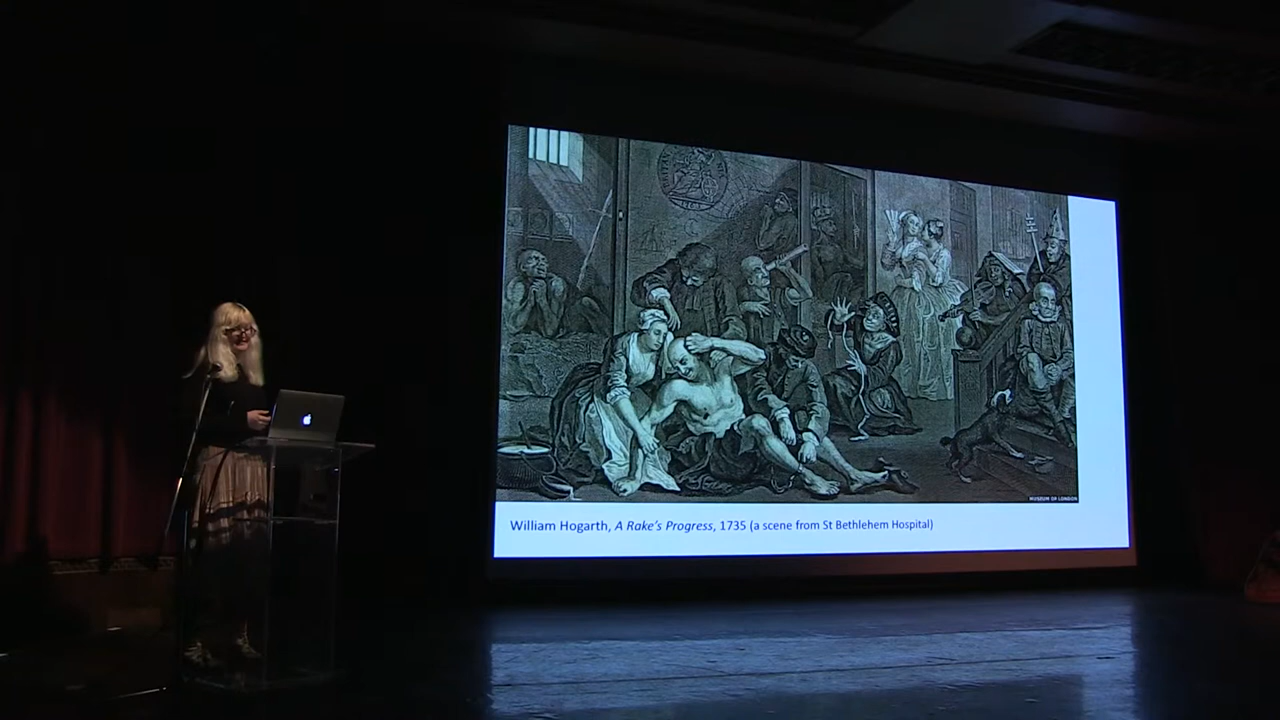 MUSEUM OF LONDON
William Hogarth, A Rake's Progress, 1735 (a scene from St Bethlehem Hospital)